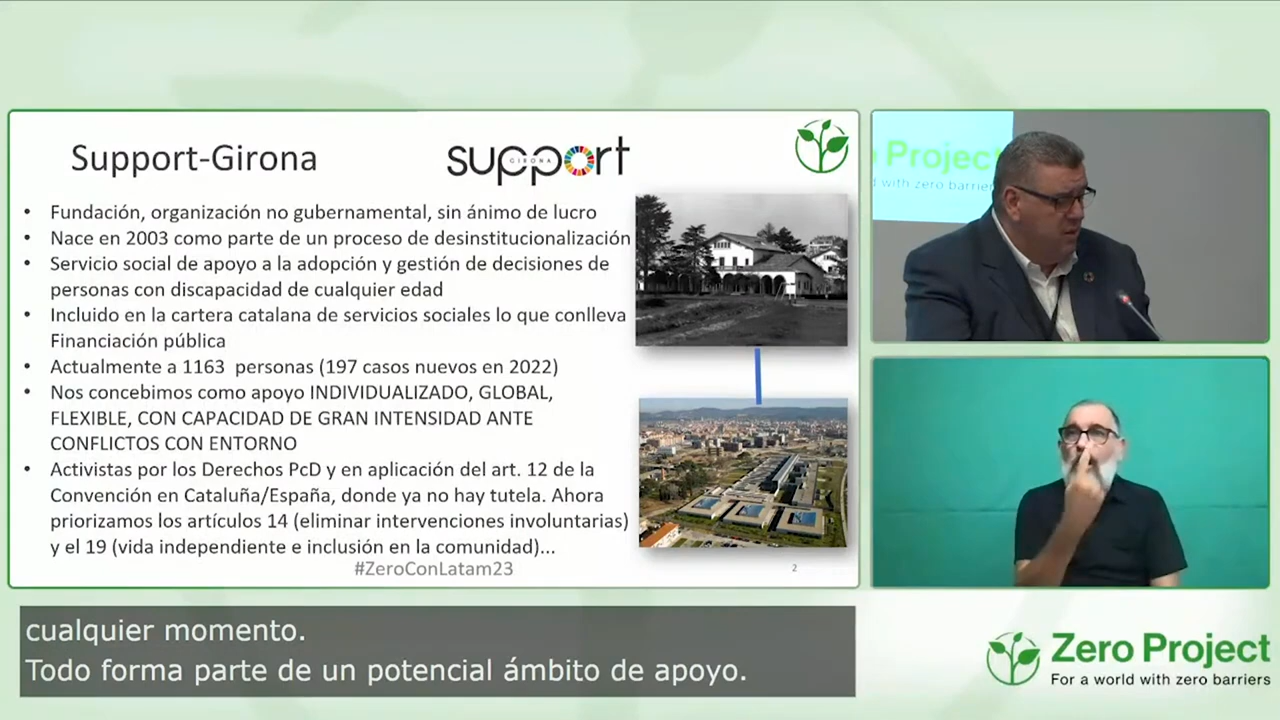 Support-Girona
support
GIRONA
• Fundación, organización no gubernamental, sin ánimo de lucro
• Nace en 2003 como parte de un proceso de desinstitucionalización
• Servicio social de apoyo a la adopción y gestión de decisiones de
personas con discapacidad de cualquier edad
• Incluido en la cartera catalana de servicios sociales lo que conlleva
Financiación pública
• Actualmente a 1163 personas (197 casos nuevos en 2022)
• Nos concebimos como apoyo INDIVIDUALIZADO, GLOBAL,
FLEXIBLE, CON CAPACIDAD DE GRAN INTENSIDAD ANTE
CONFLICTOS CON ENTORNO
• Activistas por los Derechos PcD y en aplicación del art. 12 de la
Convención en Cataluña/España, donde ya no hay tutela. Ahora
priorizamos los artículos 14 (eliminar intervenciones involuntarias)
y el 19 (vida independiente e inclusión en la comunidad)...
#ZeroConLatam23
2
Project
with zero barrier
cualquier momento.
Todo forma parte de un potencial ámbito de apoyo.
Zero Project
For a world with zero barriers